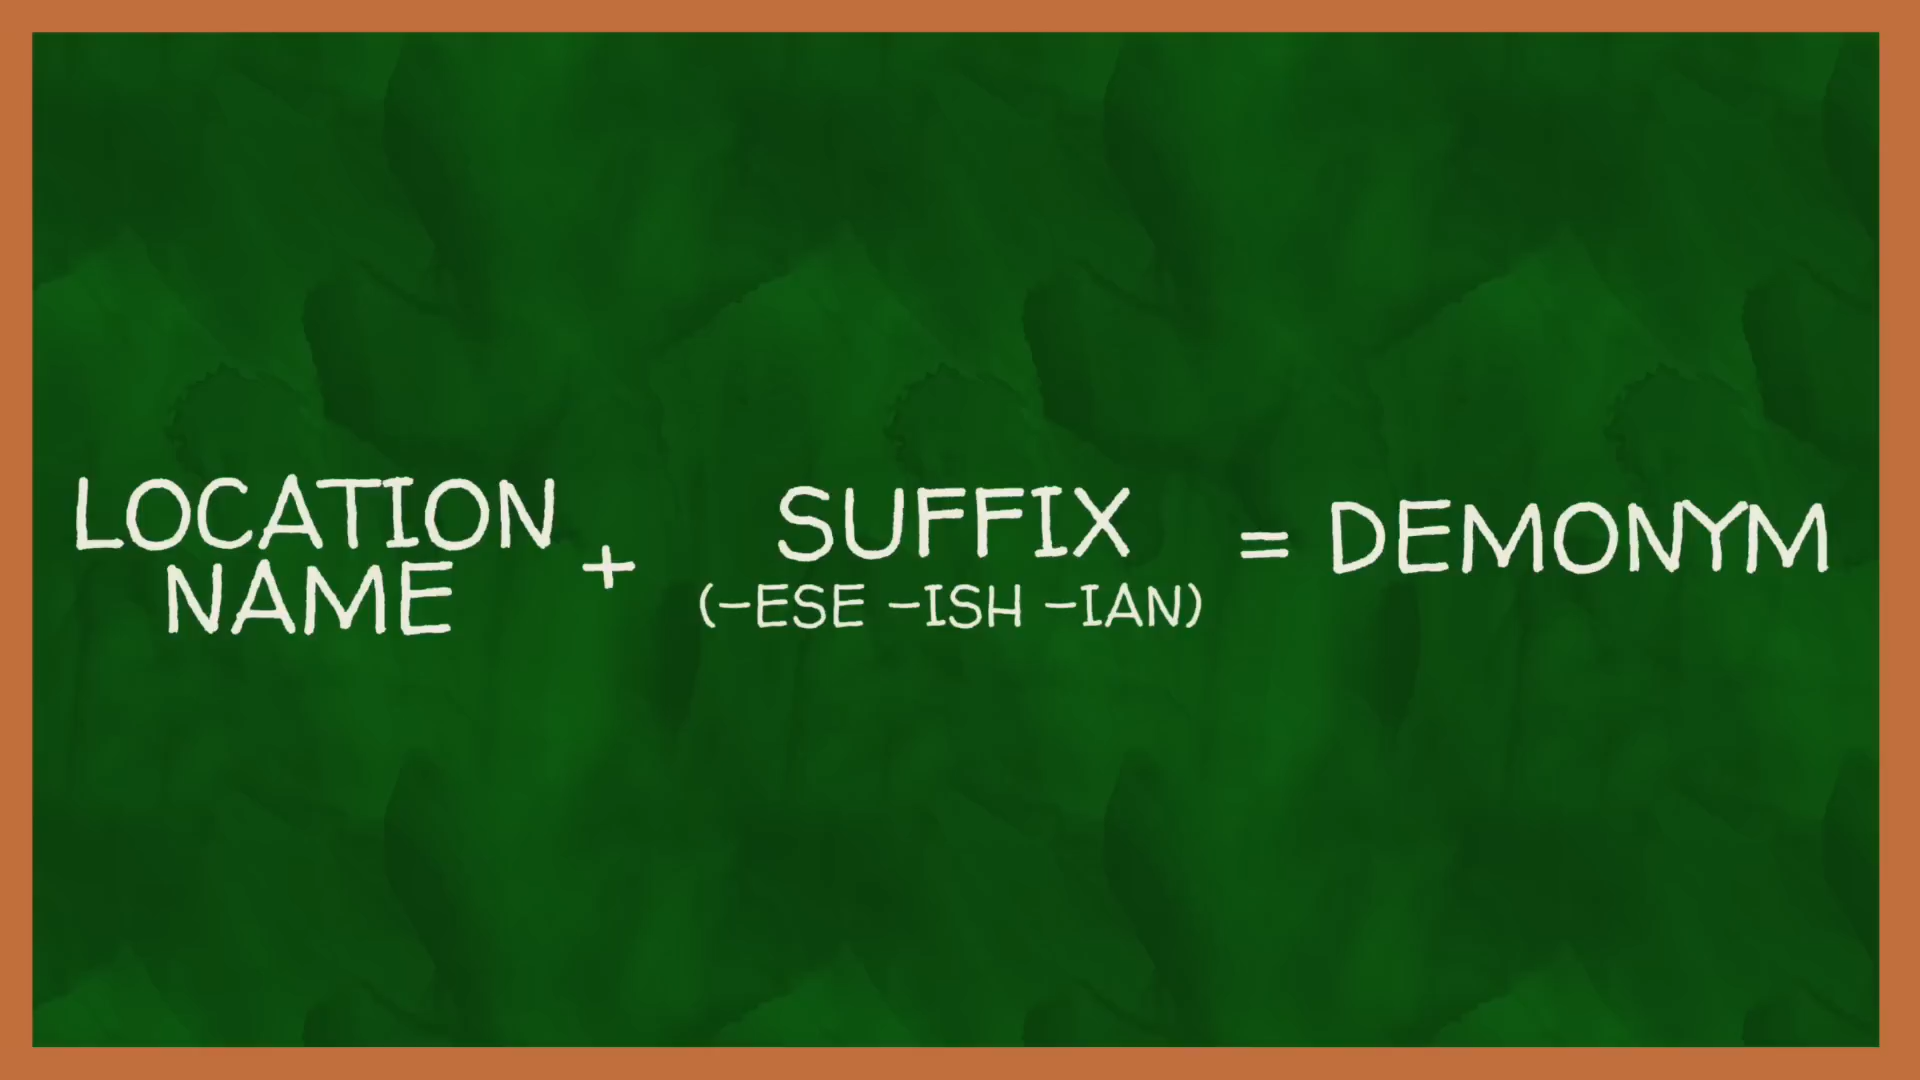 LOCATION
NAME
+
SUFFIX
(-ESE -ISH -IAN)
= DEMONYM